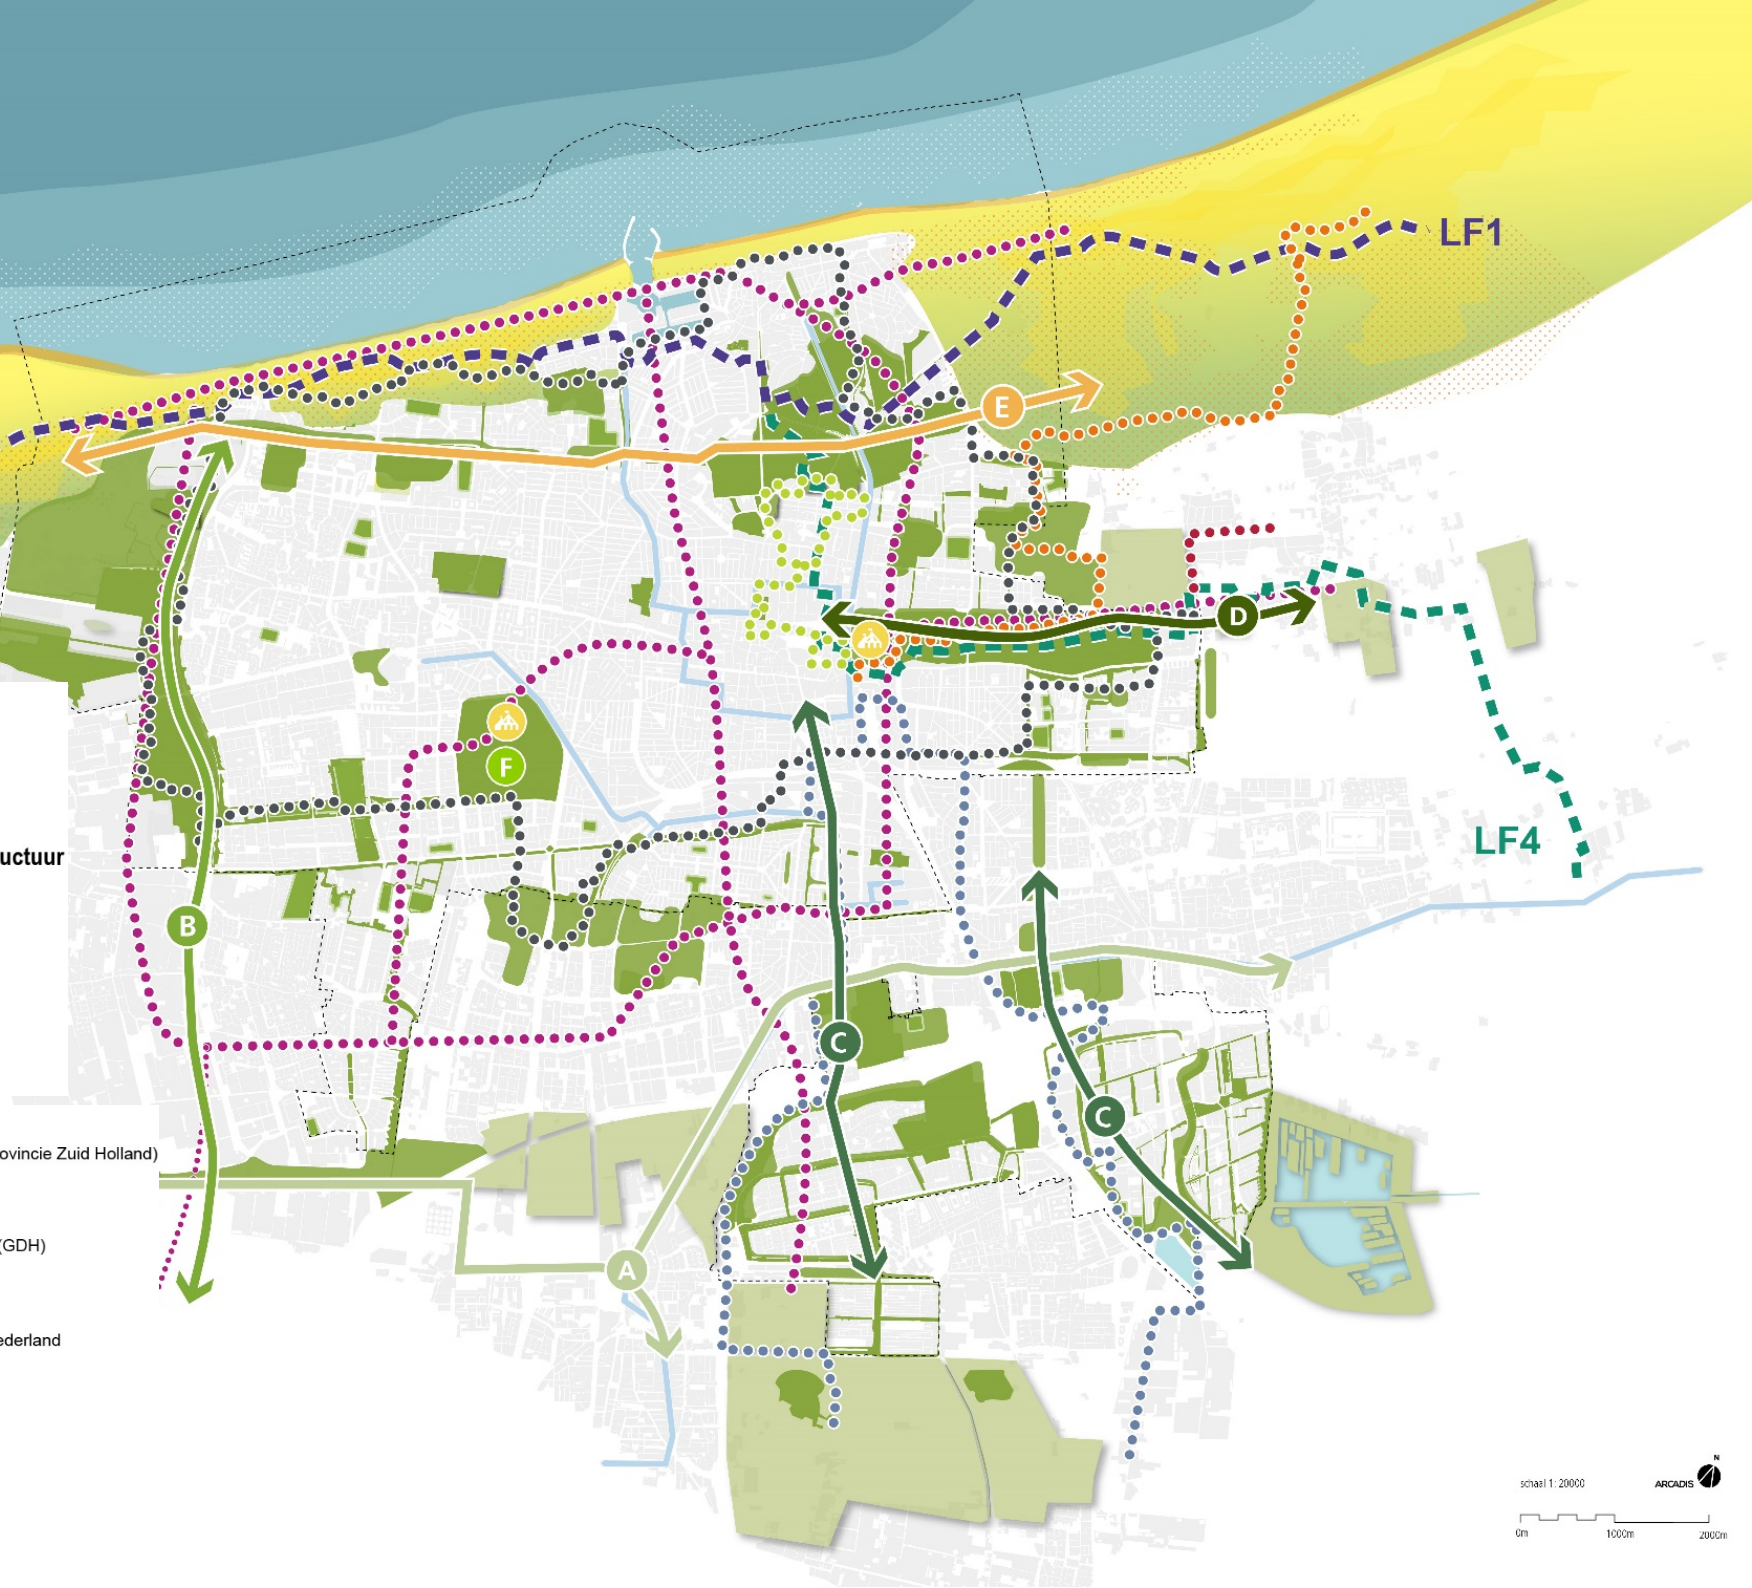 LF1
E
D
F
LF4
uctuur
B
C
C
ovincie Zuid Holland)
(GDH)
A
ederland
N
schaal 1: 20000
ARCADIS
0m
1000m
2000m